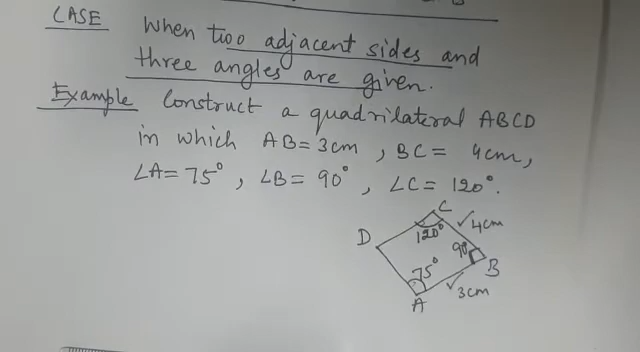 CASE When two adjacent sides and
three angles are given.
Example Construct a quadrilateral ABCD
in which AB=3cm, BC= 4cm,
∠A=75°, ∠B=90°, ∠C=120°.
C
D 120° ✓4cm
90°
75° B
✓3cm
A